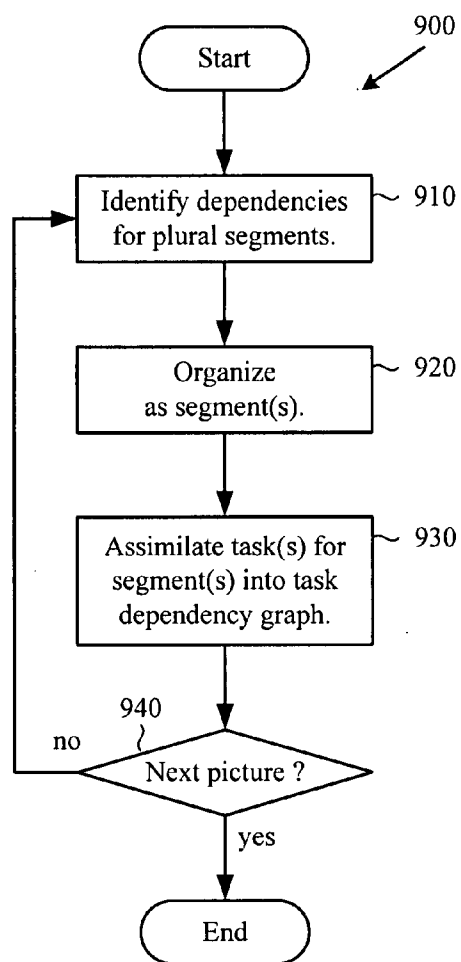 900
Start
Identify dependencies
for plural segments.
910
Organize
as segment(s).
920
Assimilate task(s) for
segment(s) into task
dependency graph.
930
940
no
Next picture ?
yes
End